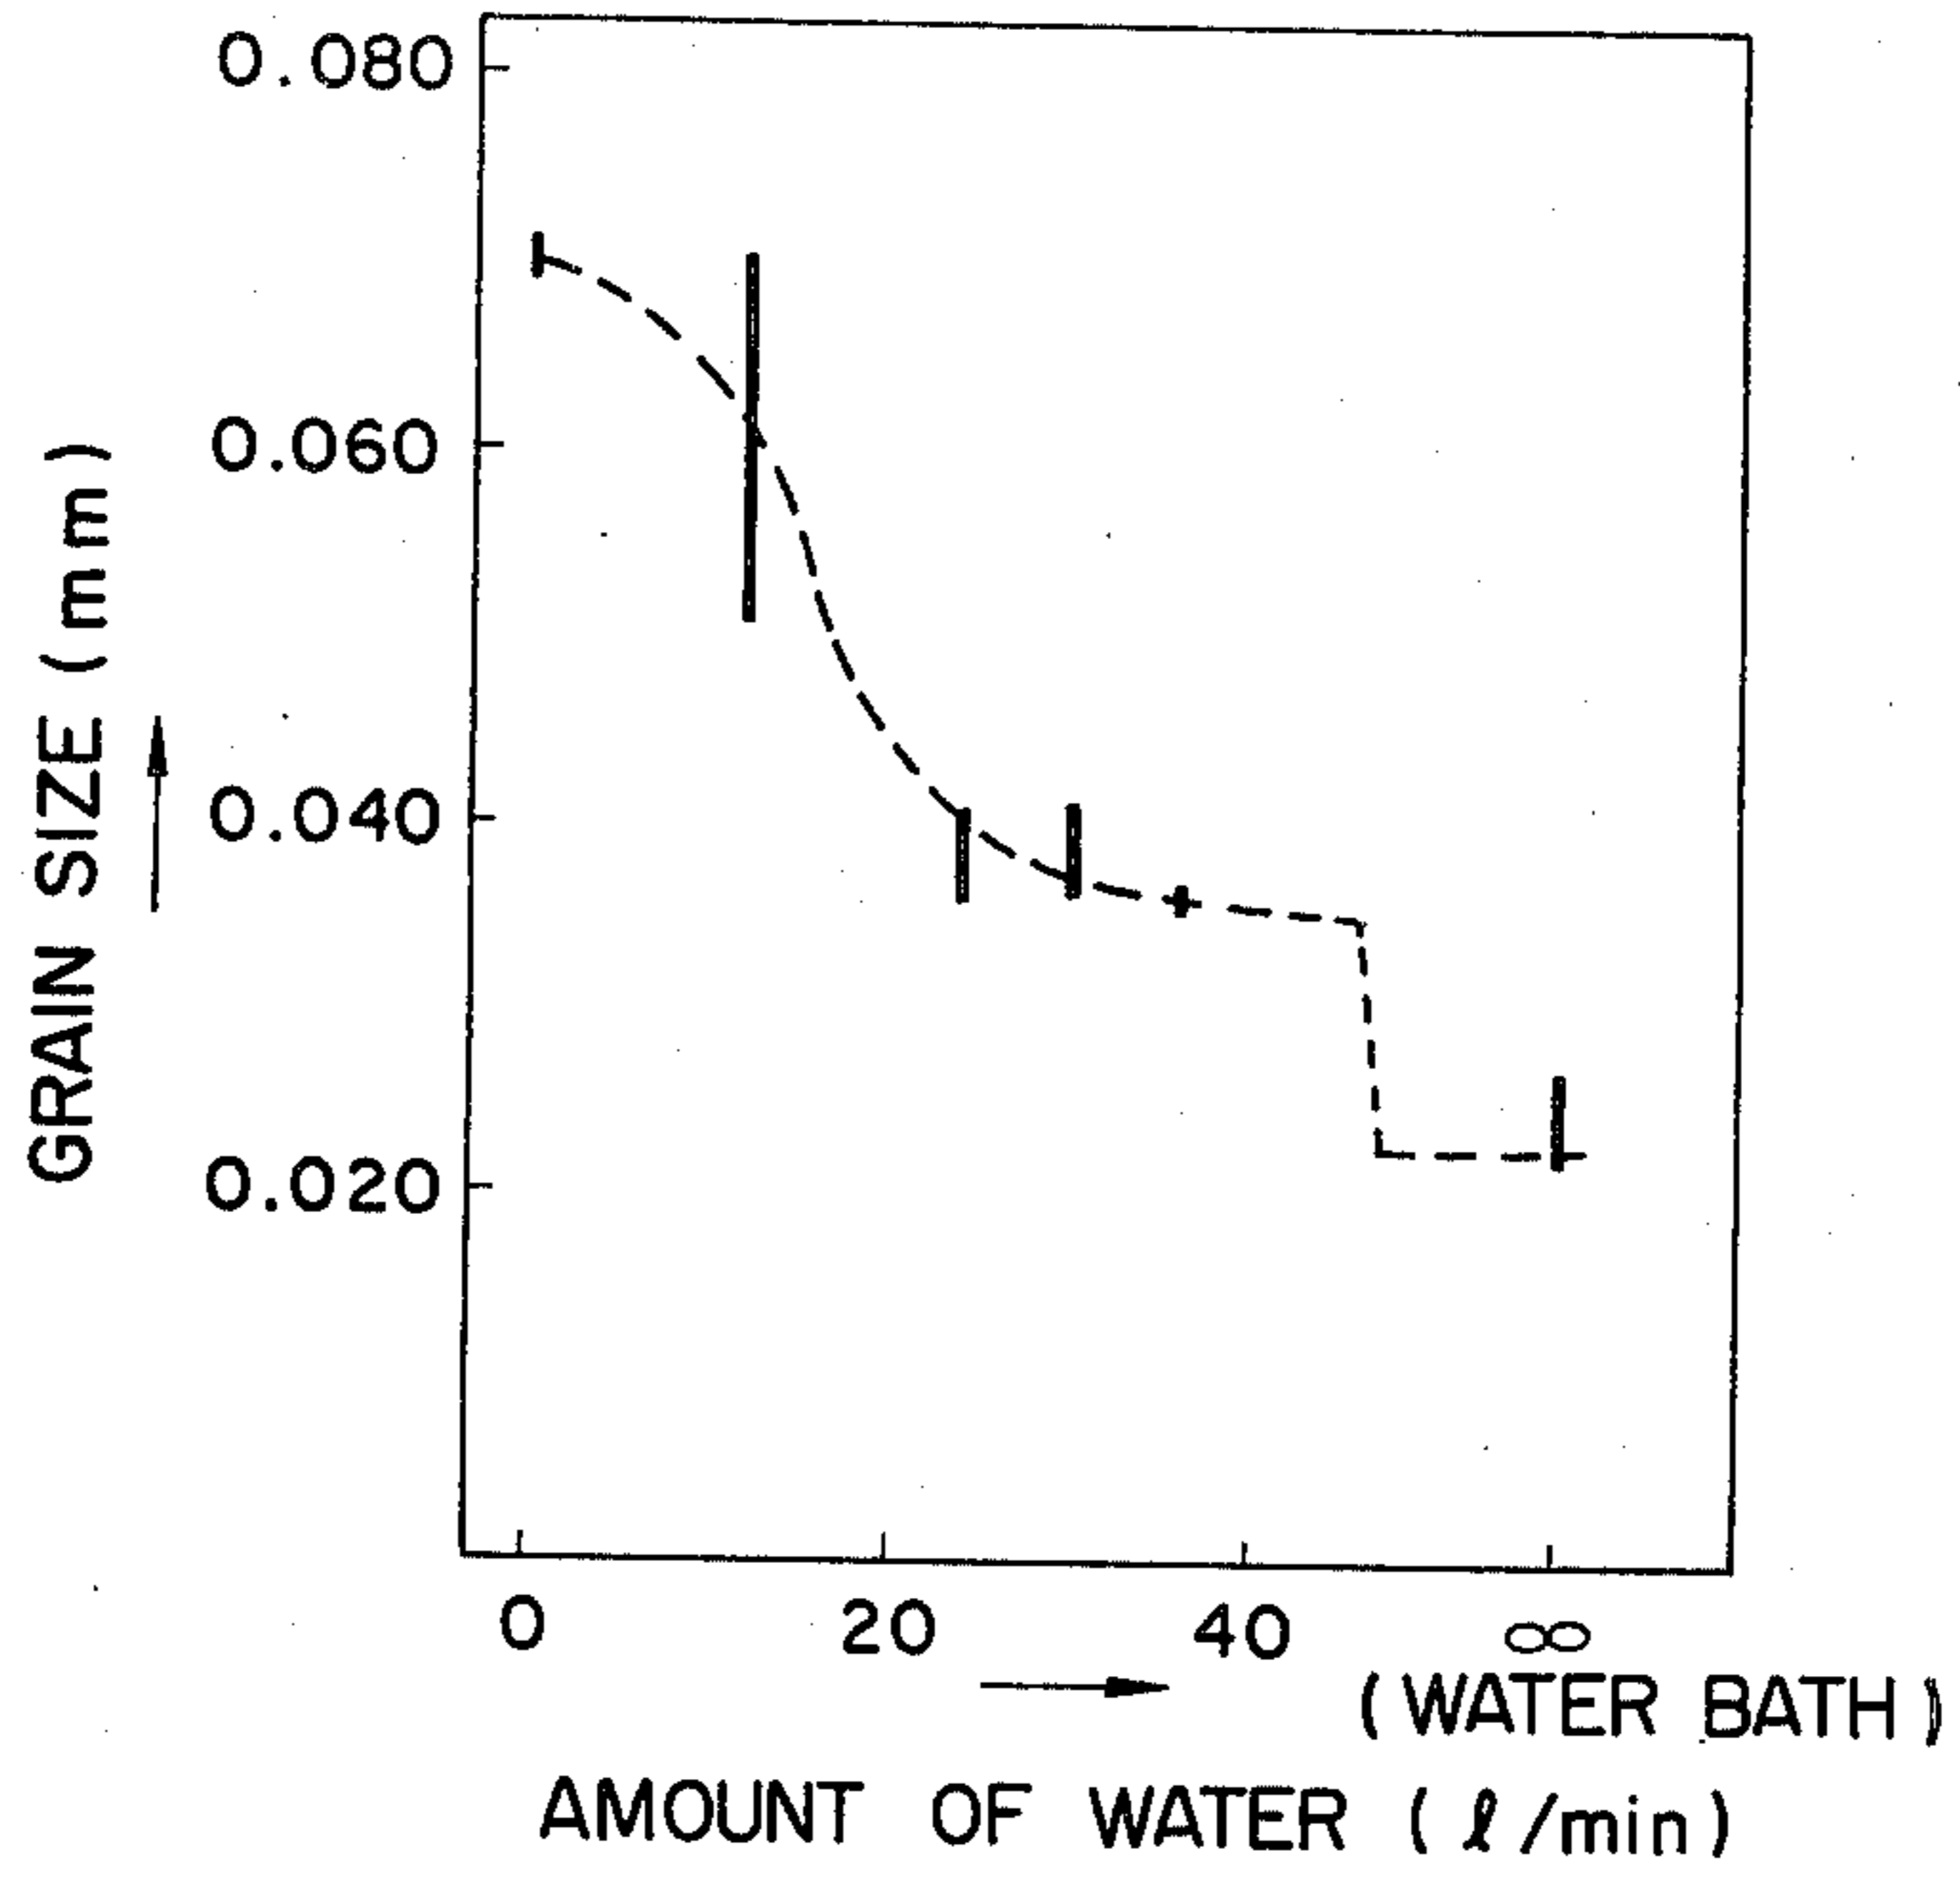 GRAIN SIZE (mm)
0.080
0.060
0.040
0.020
0 20 40 ∞
(WATER BATH)
AMOUNT OF WATER (ℓ/min)